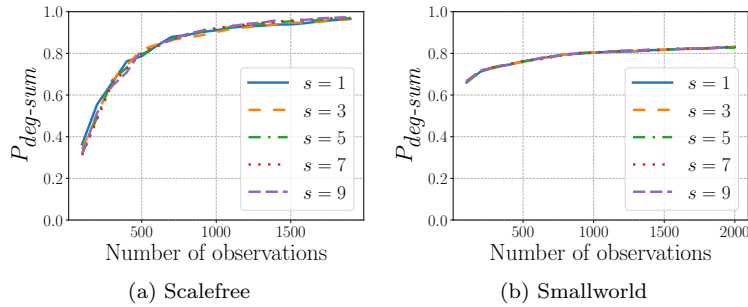 1.0
0.8
0.6
0.4
0.2
0.0
P_deg-sum
s = 1
s = 3
s = 5
s = 7
s = 9
500 1000 1500
Number of observations
(a) Scalefree
1.0
0.8
0.6
0.4
0.2
0.0
P_deg-sum
s = 1
s = 3
s = 5
s = 7
s = 9
500 1000 1500 2000
Number of observations
(b) Smallworld